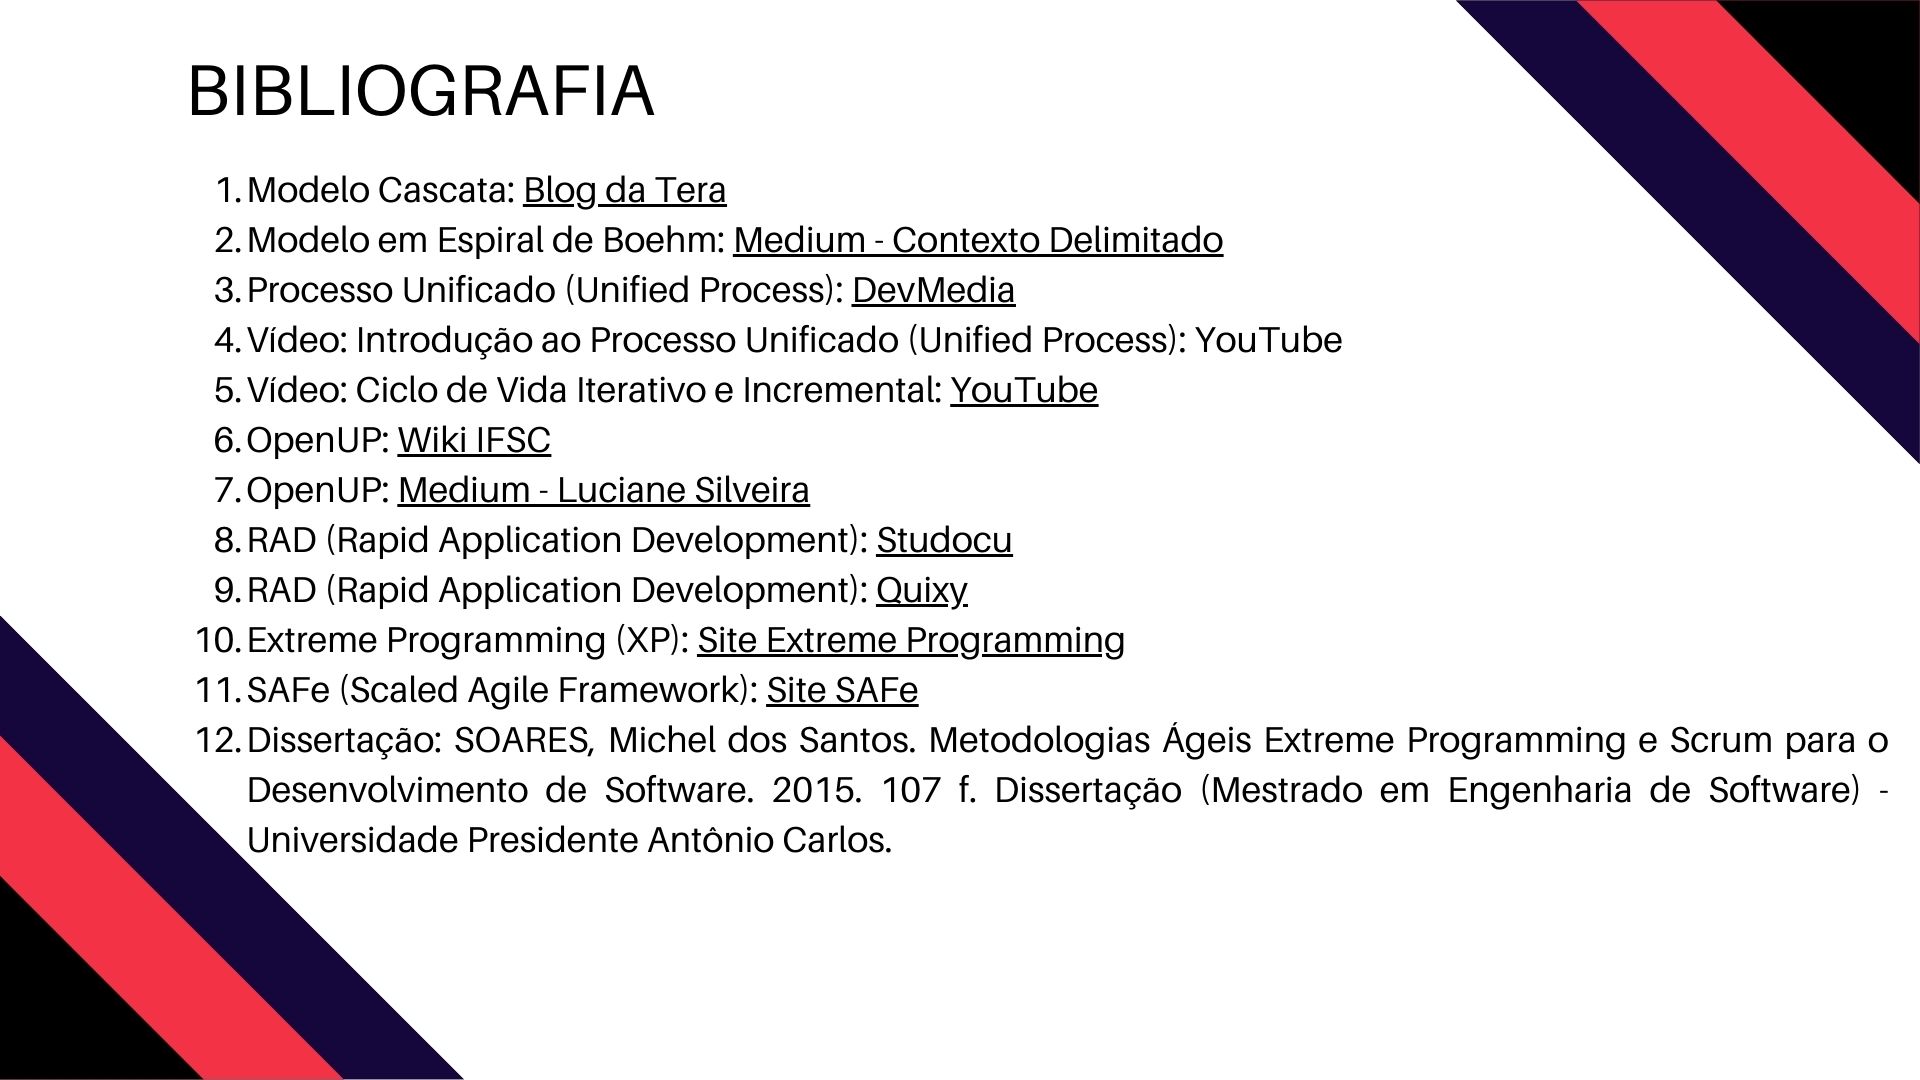 BIBLIOGRAFIA
1. Modelo Cascata: Blog da Tera
2. Modelo em Espiral de Boehm: Medium - Contexto Delimitado
3. Processo Unificado (Unified Process): DevMedia
4. Vídeo: Introdução ao Processo Unificado (Unified Process): YouTube
5. Vídeo: Ciclo de Vida Iterativo e Incremental: YouTube
6. OpenUP: Wiki IFSC
7. OpenUP: Medium - Luciane Silveira
8. RAD (Rapid Application Development): Studocu
9. RAD (Rapid Application Development): Quixy
10. Extreme Programming (XP): Site Extreme Programming
11. SAFe (Scaled Agile Framework): Site SAFe
12. Dissertação: SOARES, Michel dos Santos. Metodologias Ágeis Extreme Programming e Scrum para o
Desenvolvimento de Software. 2015. 107 f. Dissertação (Mestrado em Engenharia de Software) -
Universidade Presidente Antônio Carlos.